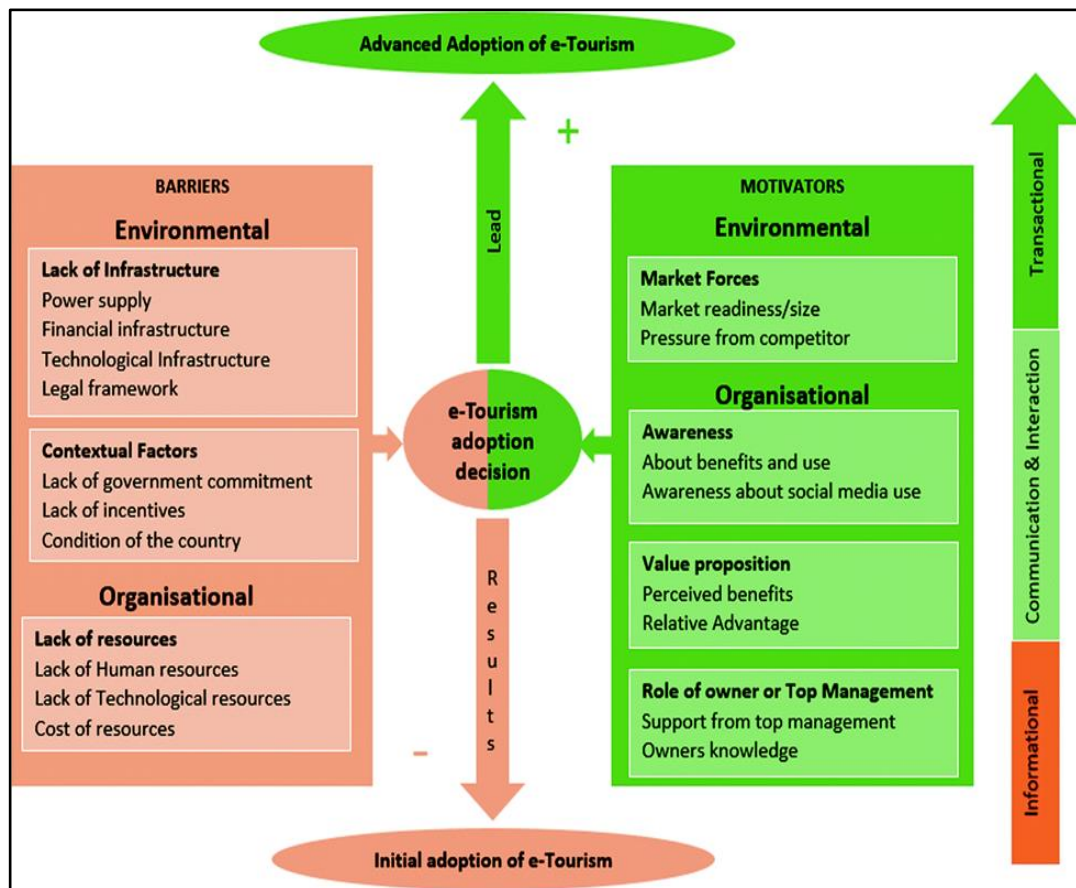 Advanced Adoption of e-Tourism
+
Lead
BARRIERS
Environmental
Lack of Infrastructure
Power supply
Financial infrastructure
Technological Infrastructure
Legal framework
Contextual Factors
Lack of government commitment
Lack of incentives
Condition of the country
Organisational
Lack of resources
Lack of Human resources
Lack of Technological resources
Cost of resources
e-Tourism
adoption
decision
Results
-
Initial adoption of e-Tourism
MOTIVATORS
Environmental
Market Forces
Market readiness/size
Pressure from competitor
Organisational
Awareness
About benefits and use
Awareness about social media use
Value proposition
Perceived benefits
Relative Advantage
Role of owner or Top Management
Support from top management
Owners knowledge
Transactional
Communication & Interaction
Informational